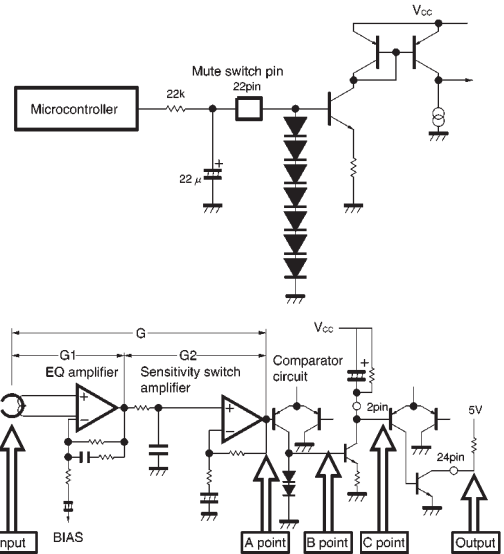 Vcc
Mute switch pin
22pin
22k
Microcontroller
22 μ
G
Vcc
G1
G2
EQ amplifier
Sensitivity switch
amplifier
Comparator
circuit
5V
2pin
24pin
BIAS
nput
A point
B point
C point
Output